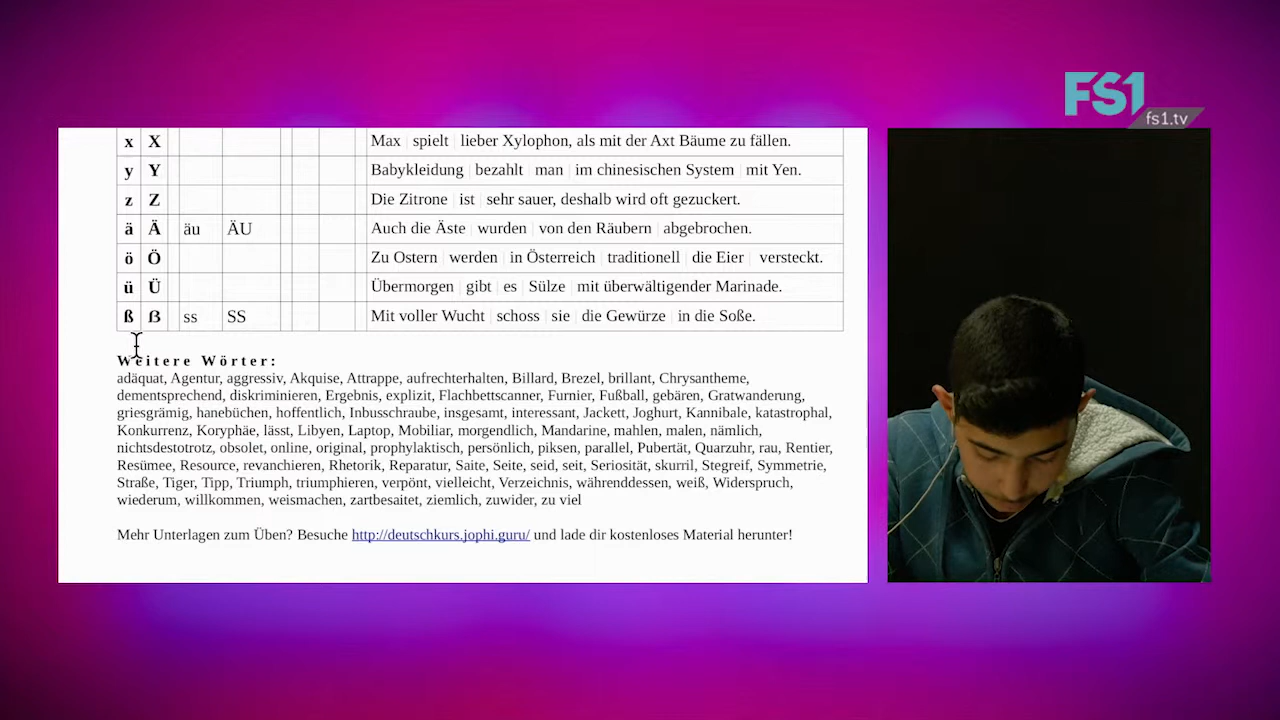 FS1
fs1.tv
x X Max spielt lieber Xylophon, als mit der Axt Bäume zu fällen.
y Y Babykleidung bezahlt man im chinesischen System mit Yen.
z Z Die Zitrone ist sehr sauer, deshalb wird oft gezuckert.
ä Ä äu ÄU Auch die Äste wurden von den Räubern abgebrochen.
ö Ö Zu Ostern werden in Österreich traditionell die Eier versteckt.
ü Ü Übermorgen gibt es Sülze mit überwältigender Marinade.
ß ẞ ss SS Mit voller Wucht schoss sie die Gewürze in die Soße.
Weitere Wörter:
adäquat, Agentur, aggressiv, Akquise, Attrappe, aufrechterhalten, Billard, Brezel, brillant, Chrysantheme,
dementsprechend, diskriminieren, Ergebnis, explizit, Flachbettscanner, Furnier, Fußball, gebären, Gratwanderung,
griesgrämig, hanebüchen, hoffentlich, Inbusschraube, insgesamt, interessant, Jackett, Joghurt, Kannibale, katastrophal,
Konkurrenz, Koryphäe, lässt, Libyen, Laptop, Mobiliar, morgendlich, Mandarine, mahlen, malen, nämlich,
nichtsdestotrotz, obsolet, online, original, prophylaktisch, persönlich, piksen, parallel, Pubertät, Quarzuhr, rau, Rentier,
Resümee, Resource, revanchieren, Rhetorik, Reparatur, Saite, Seite, seid, seit, Seriosität, skurril, Stegreif, Symmetrie,
Straße, Tiger, Tipp, Triumph, triumphieren, verpönt, vielleicht, Verzeichnis, währenddessen, weiß, Widerspruch,
wiederum, willkommen, weismachen, zartbesaitet, ziemlich, zuwider, zu viel
Mehr Unterlagen zum Üben? Besuche http://deutschkurs.jophi.guru/ und lade dir kostenloses Material herunter!